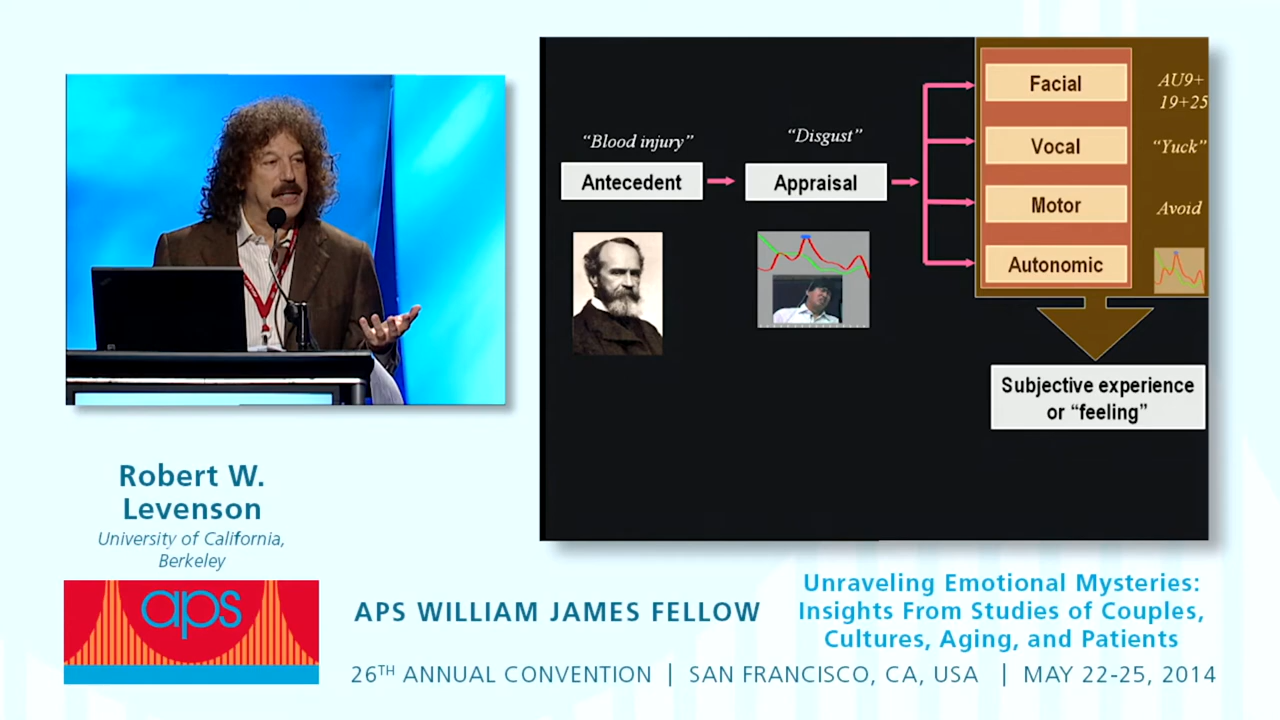 “Blood injury”
Antecedent
“Disgust”
Appraisal
Facial
AU9+
19+25
Vocal
“Yuck”
Motor
Avoid
Autonomic
Subjective experience
or “feeling”
Robert W.
Levenson
University of California,
Berkeley
aps
APS WILLIAM JAMES FELLOW
Unraveling Emotional Mysteries:
Insights From Studies of Couples,
Cultures, Aging, and Patients
26TH ANNUAL CONVENTION | SAN FRANCISCO, CA, USA | MAY 22-25, 2014